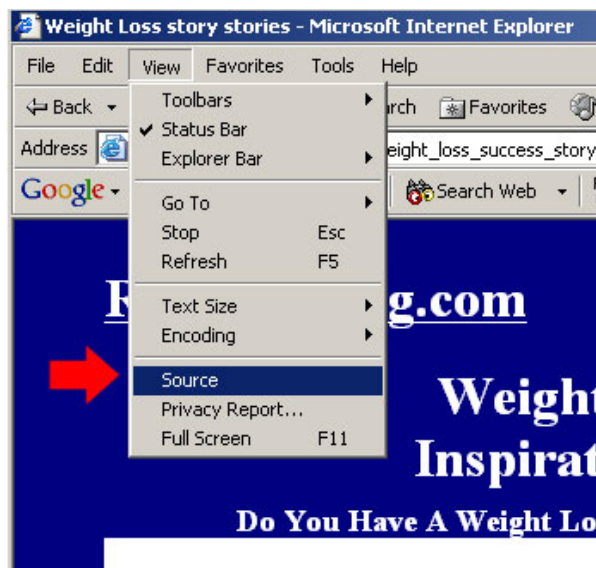 Weight Loss story stories - Microsoft Internet Explorer
File Edit View Favorites Tools Help
Back Favorites
Address
Google Search Web
Toolbars
✔ Status Bar
Explorer Bar
Go To
Stop Esc
Refresh F5
Text Size
Encoding
Source
Privacy Report...
Full Screen F11
eight_loss_success_story
R g.com
Weight
Inspirat
Do You Have A Weight Lo